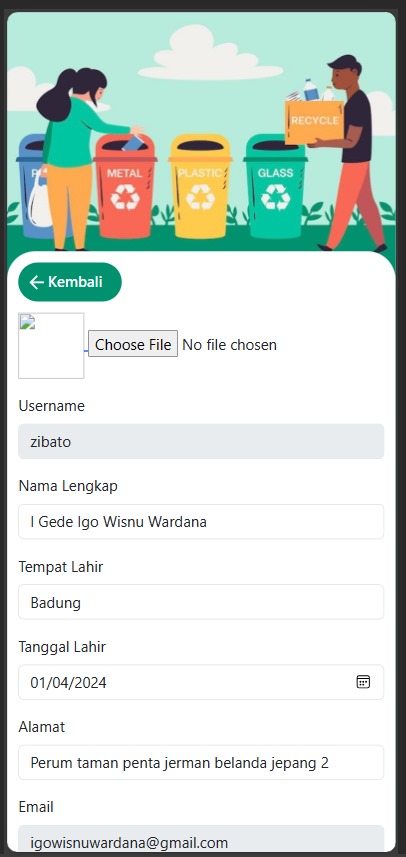 RECYCLE
METAL
PLASTIC
GLASS
Kembali
Choose File No file chosen
Username
zibato
Nama Lengkap
I Gede Igo Wisnu Wardana
Tempat Lahir
Badung
Tanggal Lahir
01/04/2024
Alamat
Perum taman penta jerman belanda jepang 2
Email
igowisnuwardana@gmail.com